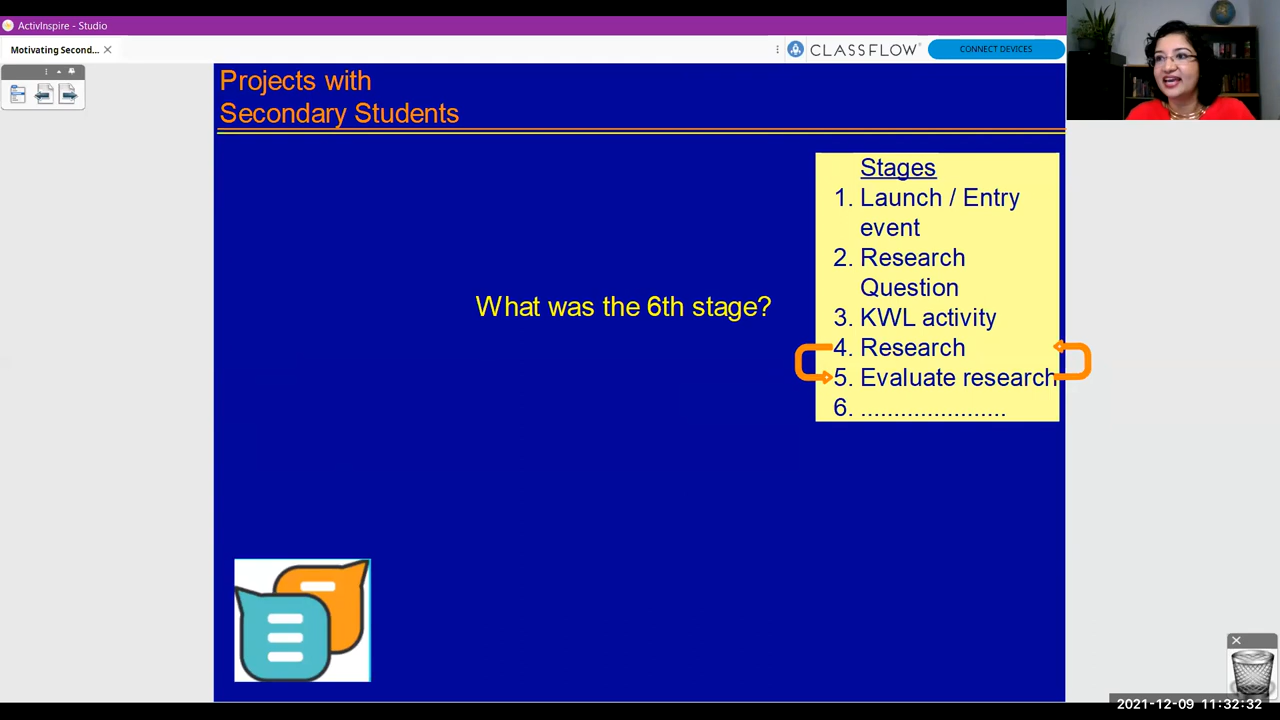 ActivInspire - Studio
Motivating Second...
CLASSFLOW
CONNECT DEVICES
Projects with
Secondary Students
What was the 6th stage?
Stages
1. Launch / Entry
event
2. Research
Question
3. KWL activity
4. Research
5. Evaluate research
6. ......................
2021-12-09 11:32:32